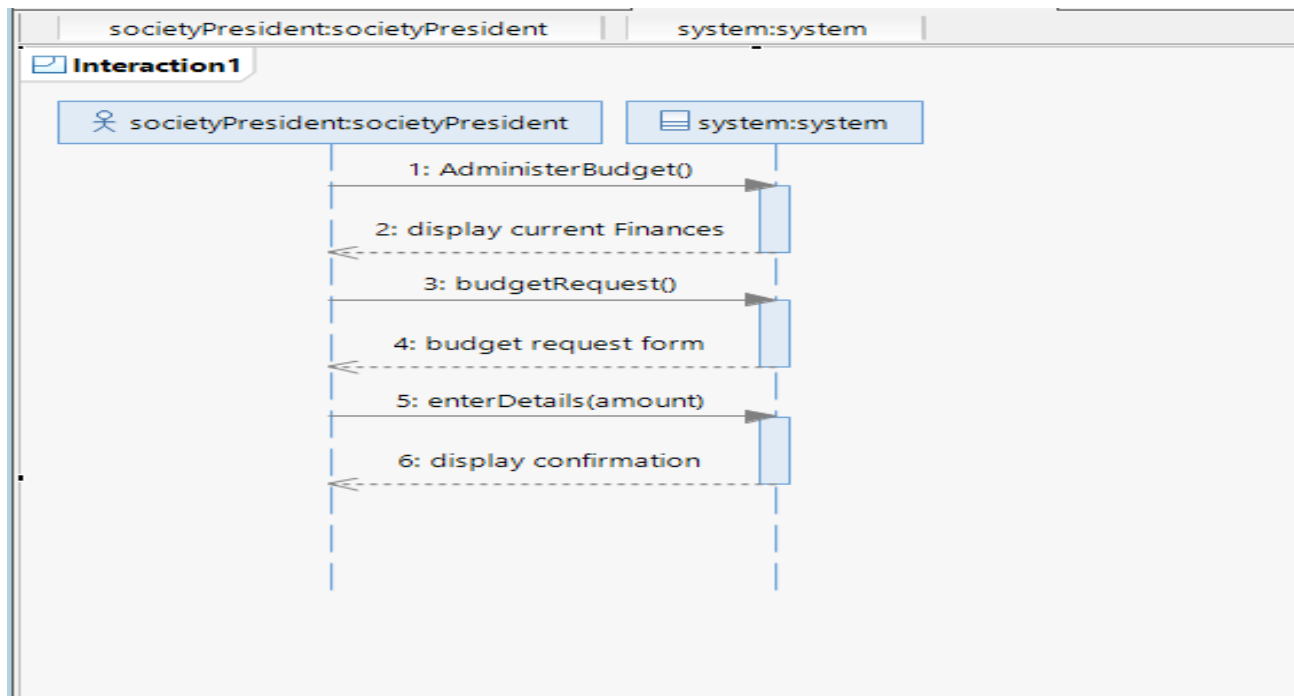 societyPresident:societyPresident system:system
Interaction1
societyPresident:societyPresident system:system
1: AdministerBudget()
2: display current Finances
3: budgetRequest()
4: budget request form
5: enterDetails(amount)
6: display confirmation